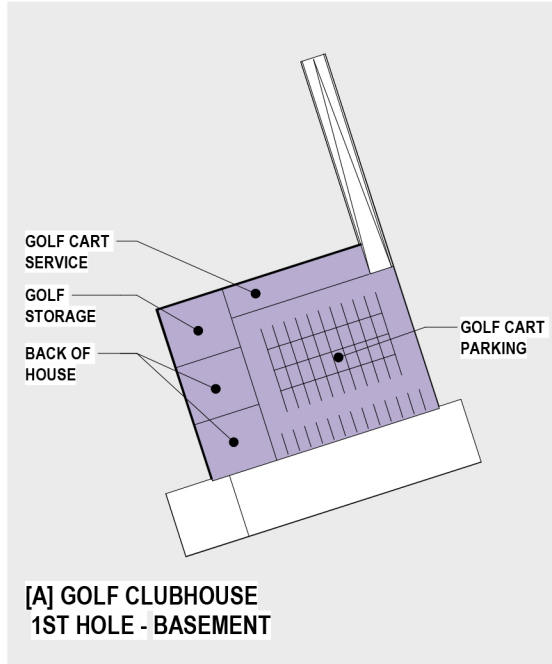 GOLF CART
SERVICE
GOLF
STORAGE
BACK OF
HOUSE
GOLF CART
PARKING
[A] GOLF CLUBHOUSE
1ST HOLE - BASEMENT